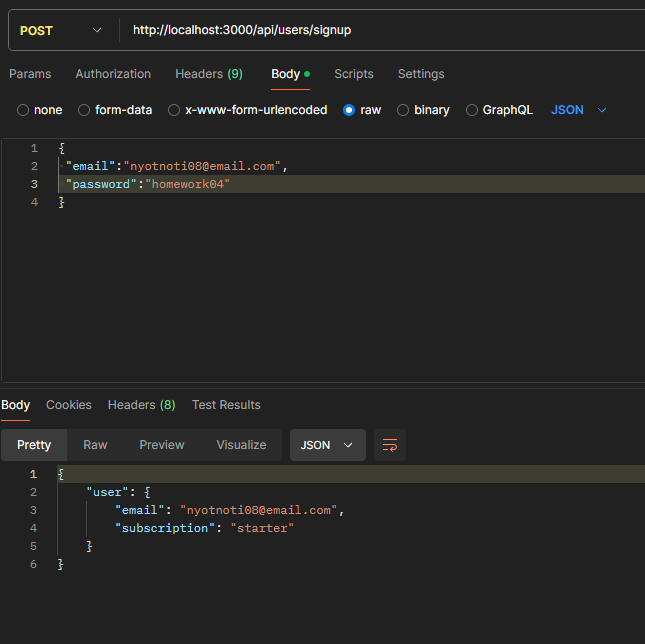 POST http://localhost:3000/api/users/signup
Params Authorization Headers (9) Body Scripts Settings
none form-data x-www-form-urlencoded raw binary GraphQL JSON
1 {
2 "email":"nyotnoti08@email.com",
3 "password":"homework04"
4 }
Body Cookies Headers (8) Test Results
Pretty Raw Preview Visualize JSON
1 {
2 "user": {
3 "email": "nyotnoti08@email.com",
4 "subscription": "starter"
5 }
6 }